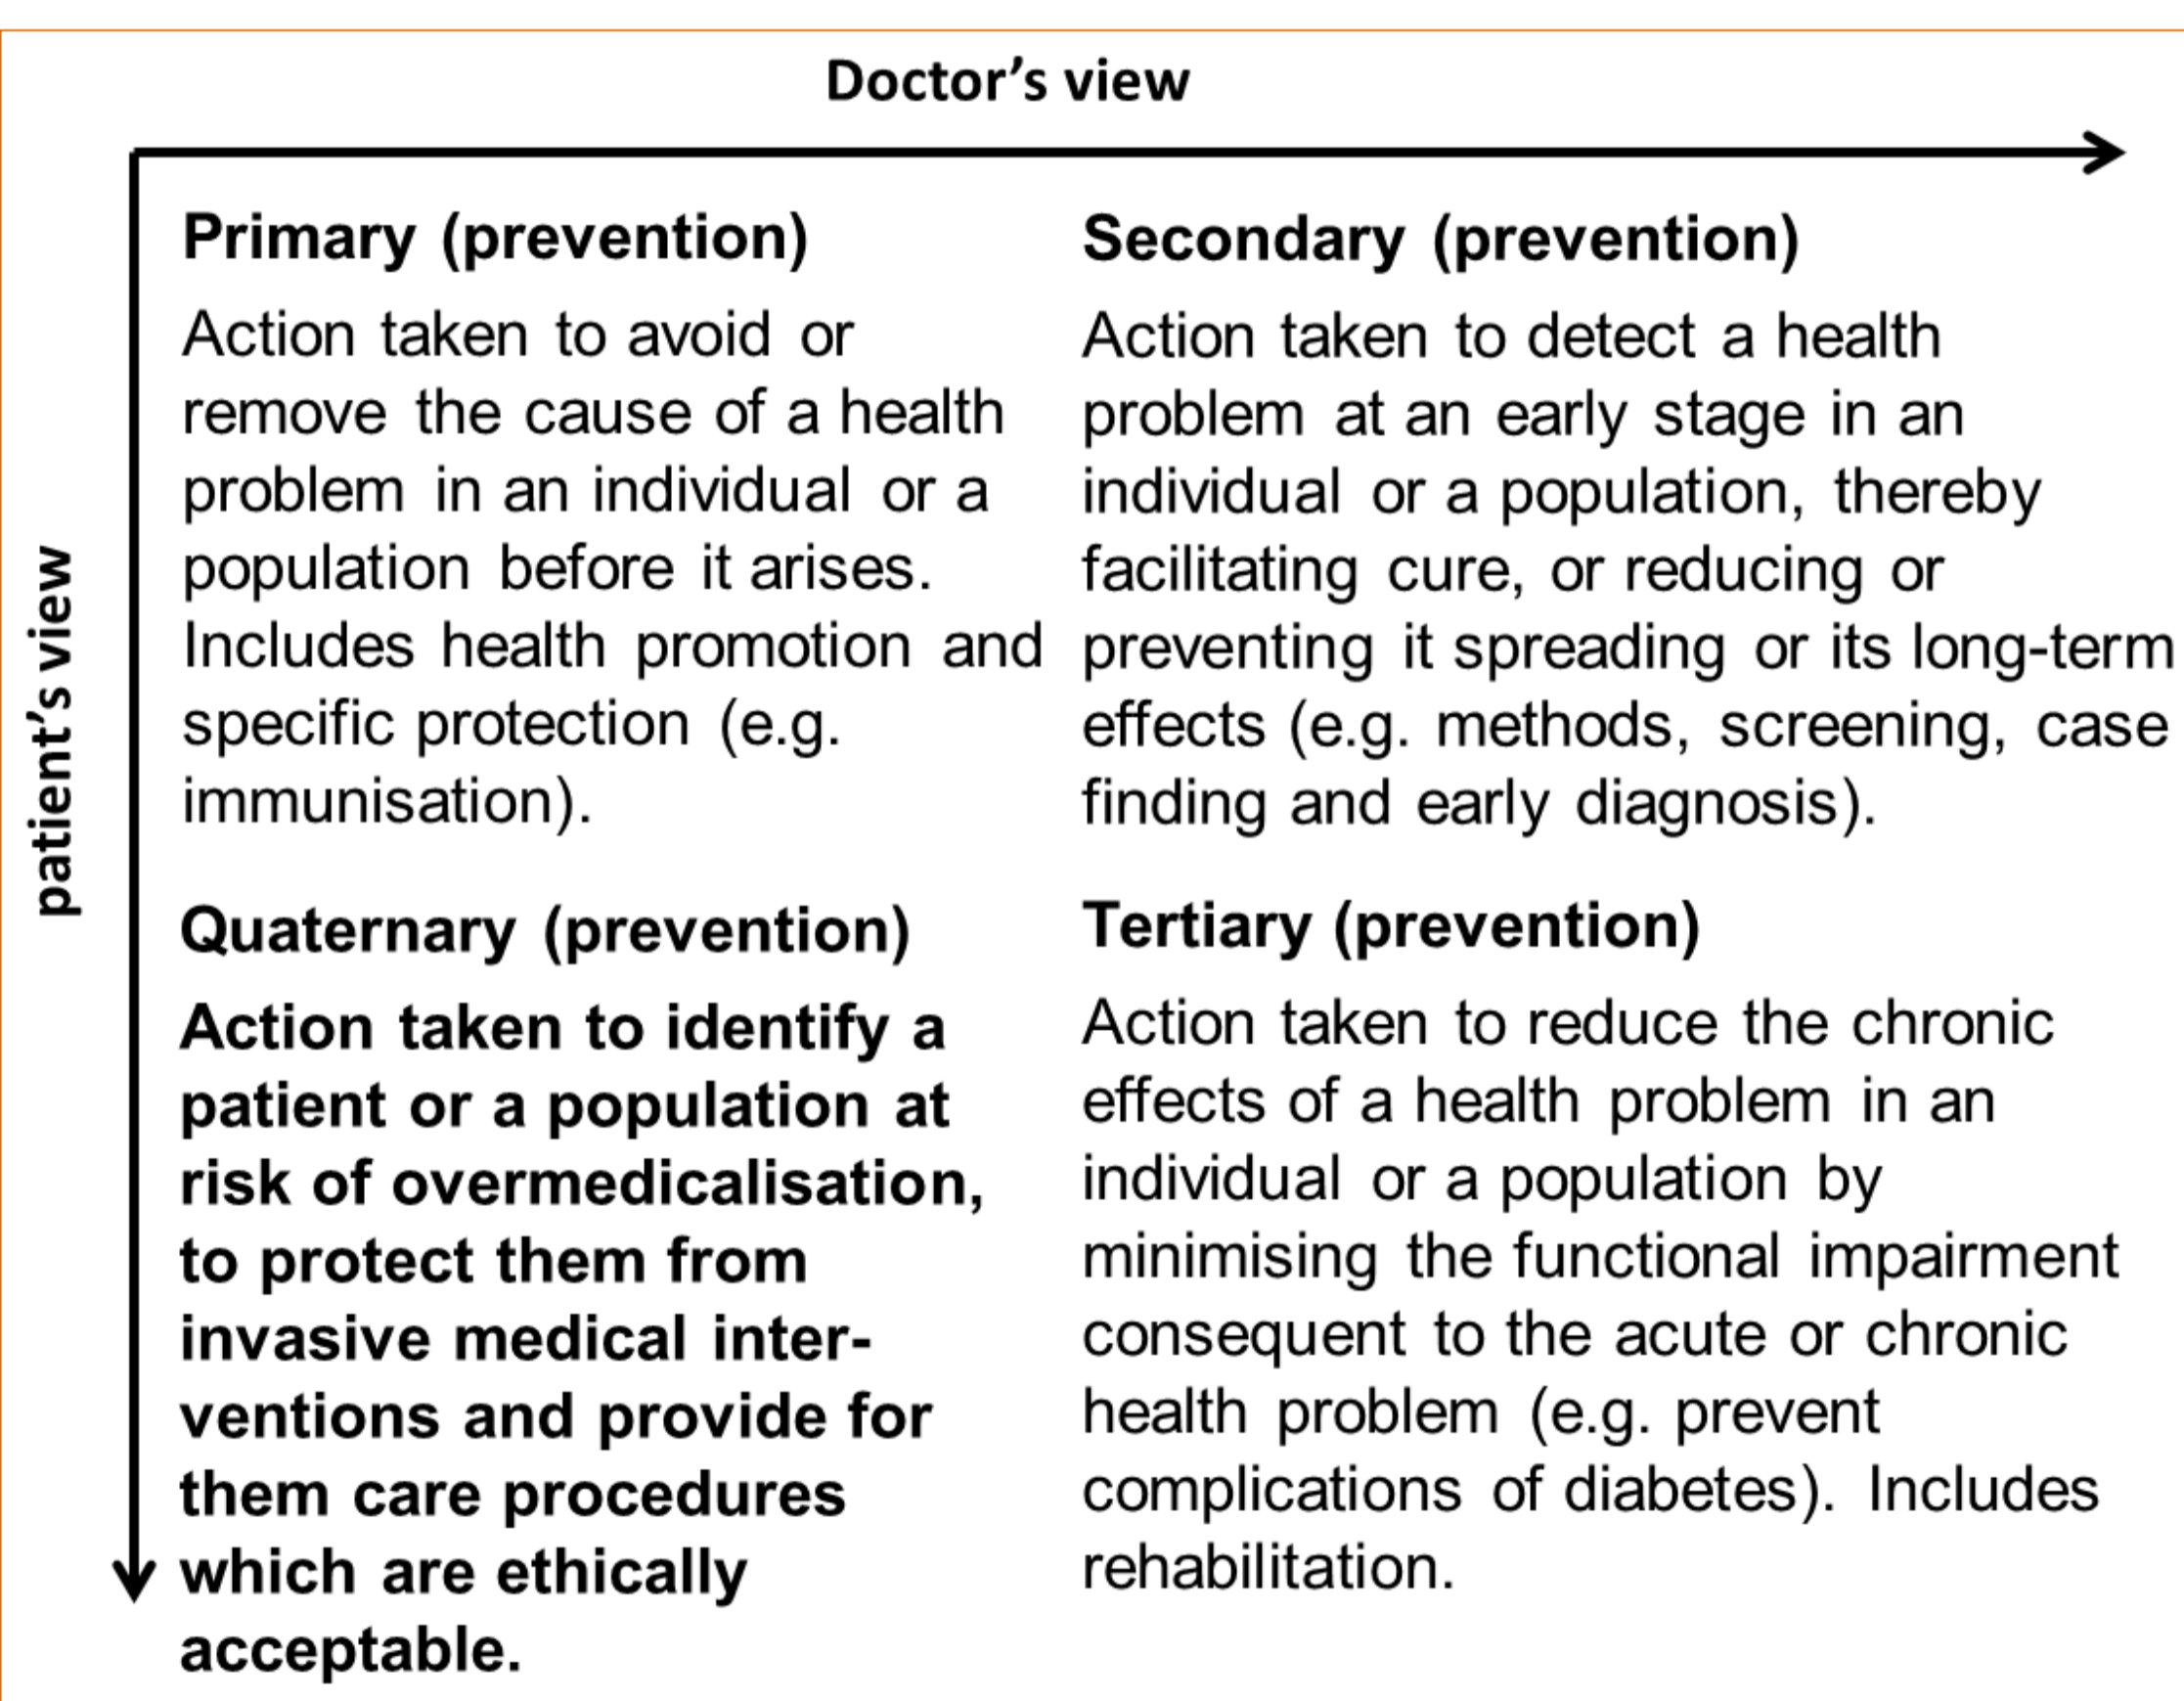 Doctor’s view
patient’s view
Primary (prevention)
Action taken to avoid or
remove the cause of a health
problem in an individual or a
population before it arises.
Includes health promotion and
specific protection (e.g.
immunisation).
Secondary (prevention)
Action taken to detect a health
problem at an early stage in an
individual or a population, thereby
facilitating cure, or reducing or
preventing it spreading or its long-term
effects (e.g. methods, screening, case
finding and early diagnosis).
Quaternary (prevention)
Action taken to identify a
patient or a population at
risk of overmedicalisation,
to protect them from
invasive medical inter-
ventions and provide for
them care procedures
which are ethically
acceptable.
Tertiary (prevention)
Action taken to reduce the chronic
effects of a health problem in an
individual or a population by
minimising the functional impairment
consequent to the acute or chronic
health problem (e.g. prevent
complications of diabetes). Includes
rehabilitation.